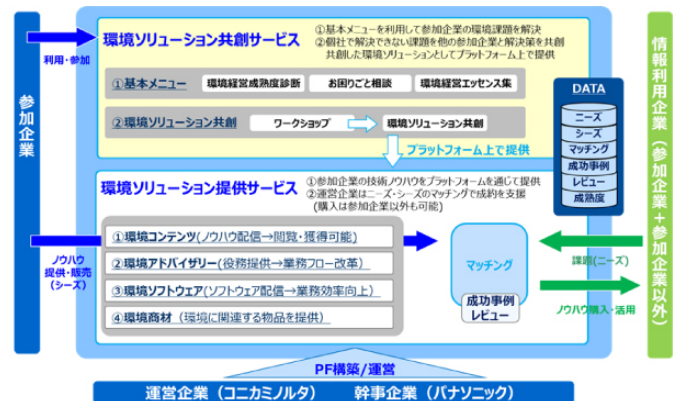 環境ソリューション共創サービス
①基本メニューを利用して参加企業の環境課題を解決
②個社で解決できない課題を他の参加企業と解決策を共創
共創した環境ソリューションとしてプラットフォーム上で提供
利用・参加
①基本メニュー
環境経営成熟度診断
お困りごと相談
環境経営エッセンス集
②環境ソリューション共創
ワークショップ
環境ソリューション共創
プラットフォーム上で提供
参加企業
環境ソリューション提供サービス
①参加企業の技術ノウハウをプラットフォームを通じて提供
②運営企業はニーズ・シーズのマッチングで成約を支援
(購入は参加企業以外も可能)
ノウハウ
提供・販売
(シーズ)
①環境コンテンツ(ノウハウ配信→閲覧・獲得可能)
②環境アドバイザリー(役務提供→業務フロー改革)
③環境ソフトウェア(ソフトウェア配信→業務効率向上)
④環境商材（環境に関連する物品を提供）
マッチング
成功事例
レビュー
DATA
ニーズ
シーズ
マッチング
成功事例
レビュー
成熟度
課題(ニーズ)
ノウハウ購入・活用
情報利用企業（参加企業＋参加企業以外）
PF構築/運営
運営企業（コニカミノルタ）
幹事企業（パナソニック）